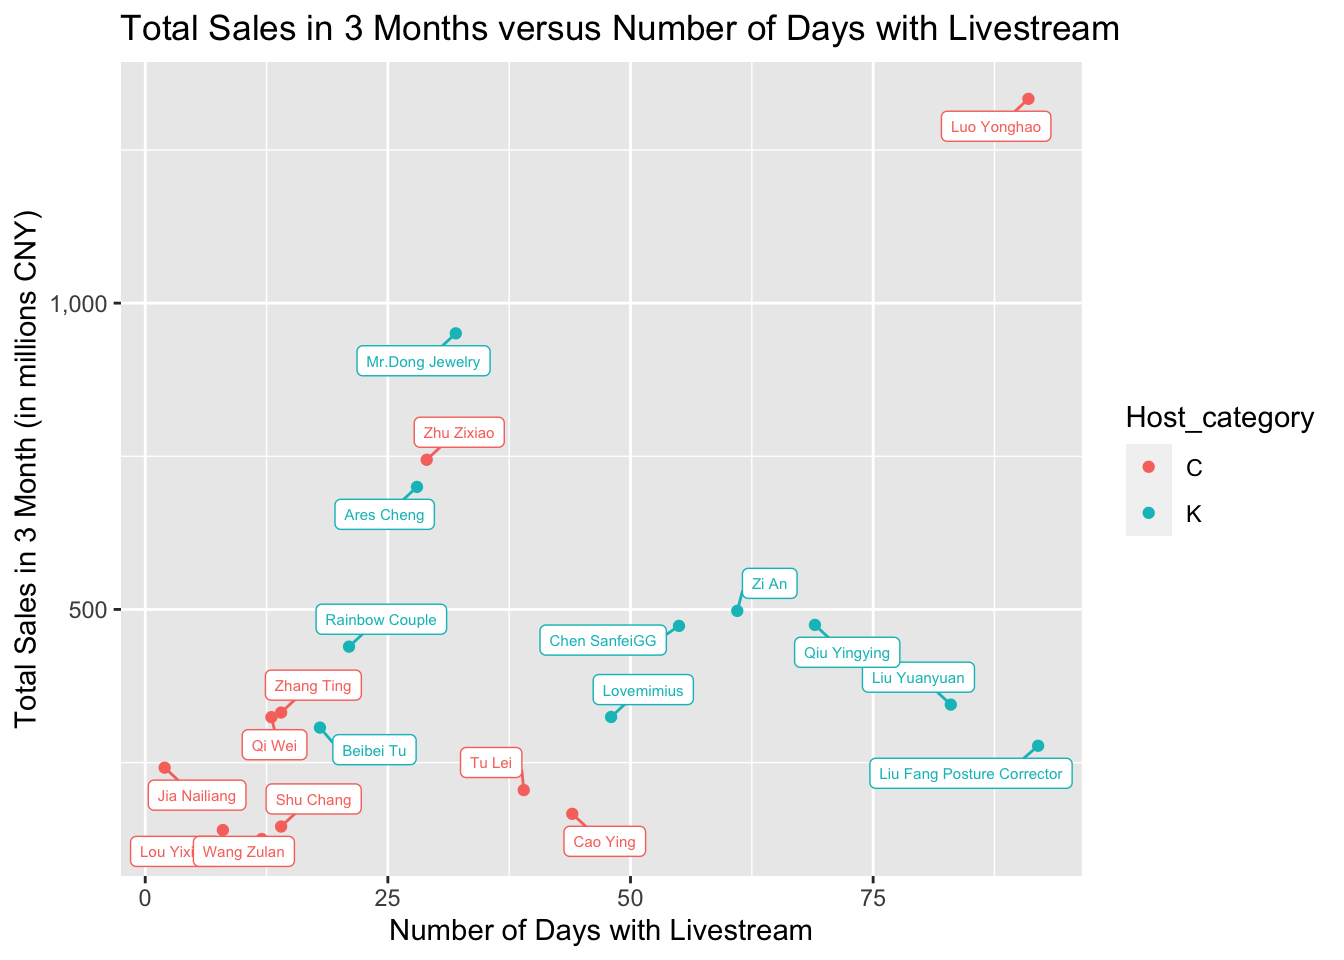 Total Sales in 3 Months versus Number of Days with Livestream
Total Sales in 3 Month (in millions CNY)
1,000
500
Luo Yonghao
Mr.Dong Jewelry
Zhu Zixiao
Ares Cheng
Zi An
Rainbow Couple
Chen SanfeiGG
Qiu Yingying
Liu Yuanyuan
Zhang Ting
Lovemimius
Qi Wei
Beibei Tu
Tu Lei
Liu Fang Posture Corrector
Jia Nailiang
Shu Chang
Cao Ying
Lou Yixi
Wang Zulan
0
25
50
75
Number of Days with Livestream
Host_category
C
K